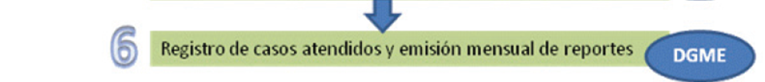 6 Registro de casos atendidos y emisión mensual de reportes DGME